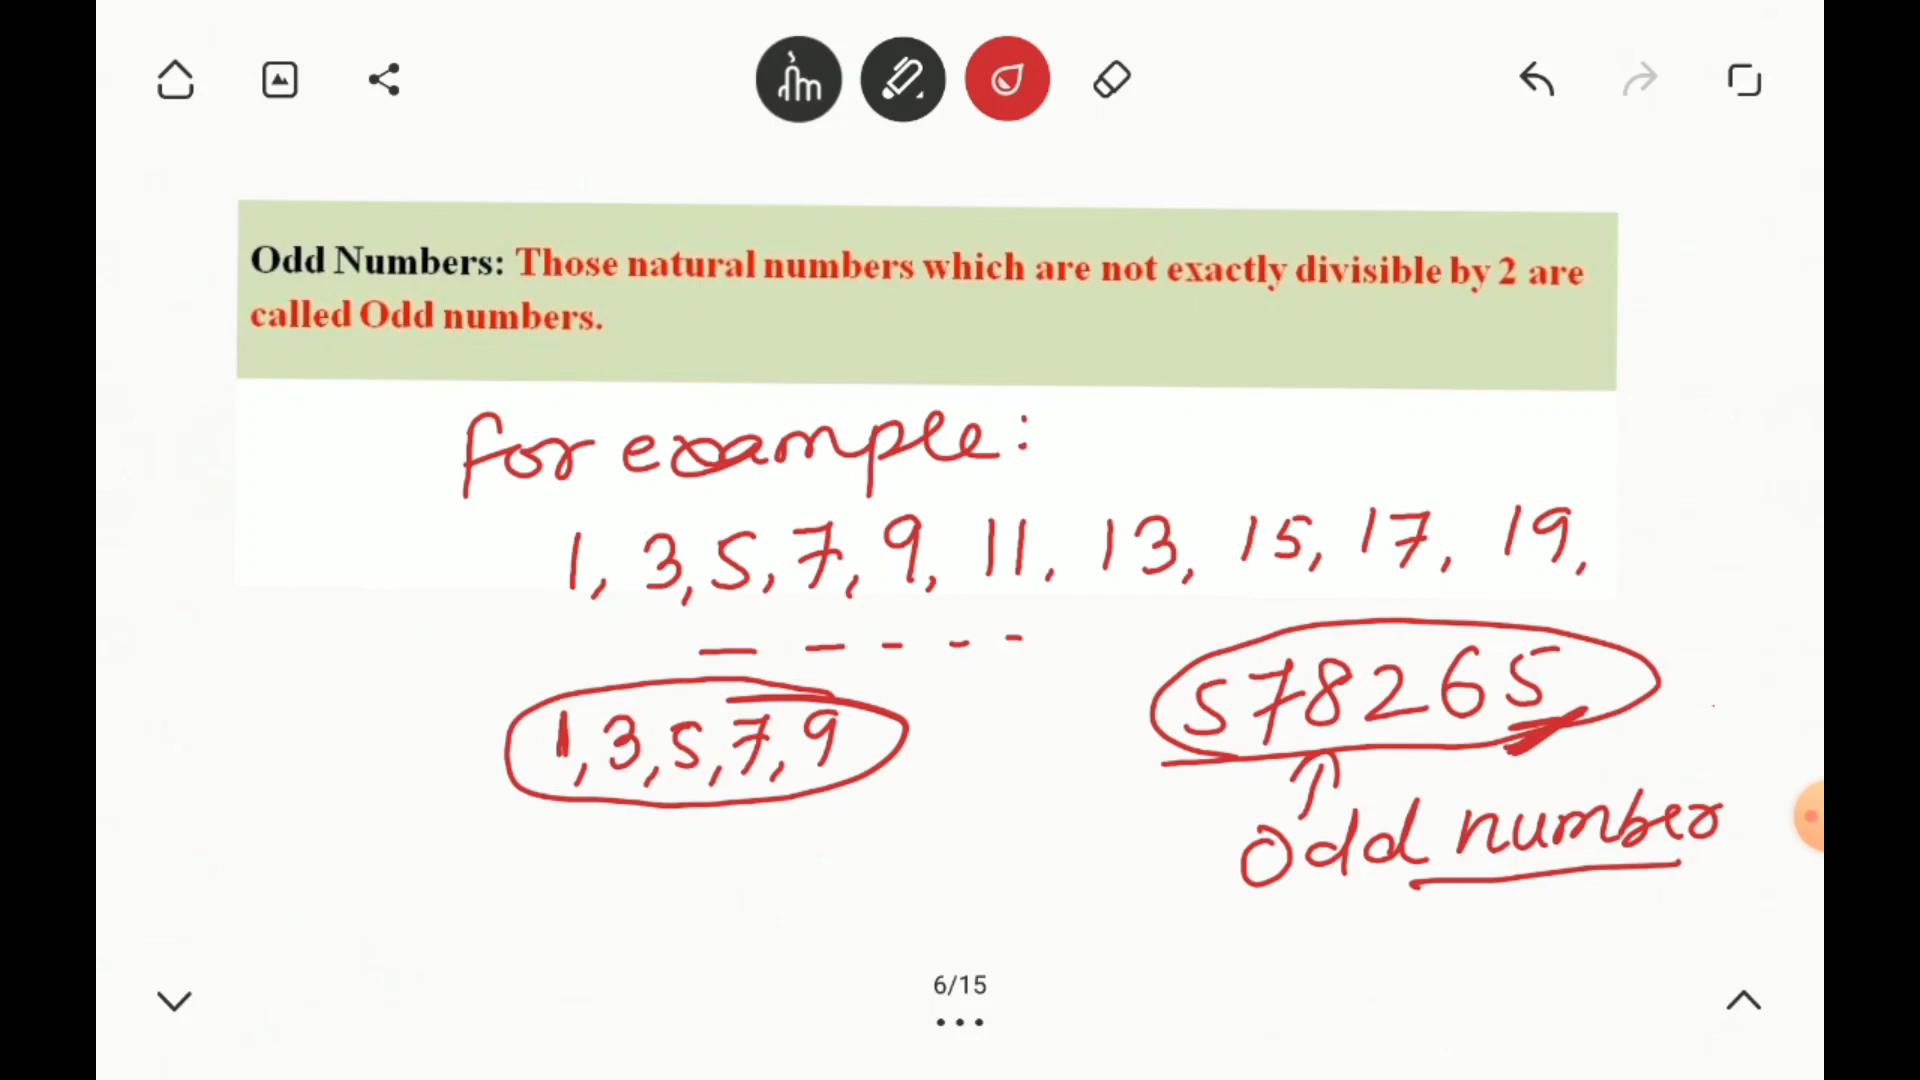 Odd Numbers: Those natural numbers which are not exactly divisible by 2 are
called Odd numbers.
For example:
1, 3, 5, 7, 9, 11, 13, 15, 17, 19,
— — - - -
1, 3, 5, 7, 9
578265
Odd number
6/15